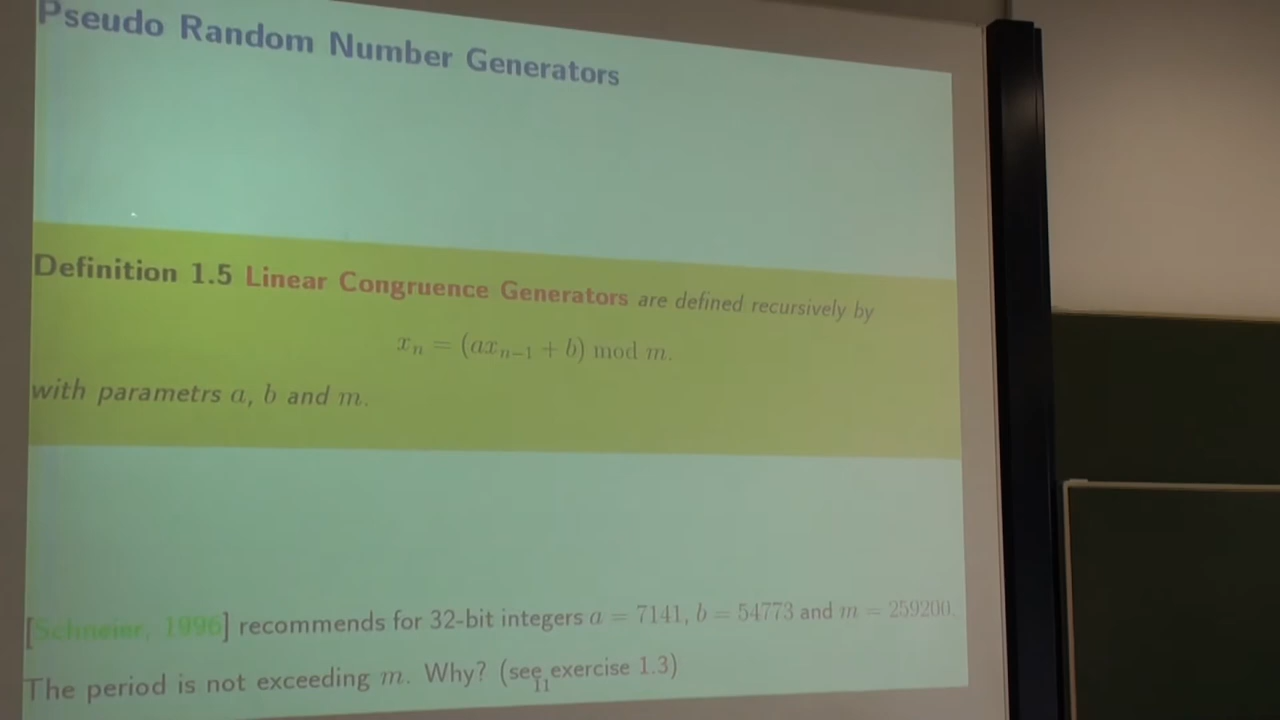 Pseudo Random Number Generators
Definition 1.5 Linear Congruence Generators are defined recursively by
xₙ = (axₙ₋₁ + b) mod m.
with parametrs a, b and m.
[Schneier, 1996] recommends for 32-bit integers a = 7141, b = 54773 and m = 259200.
The period is not exceeding m. Why? (see exercise 1.3)
11